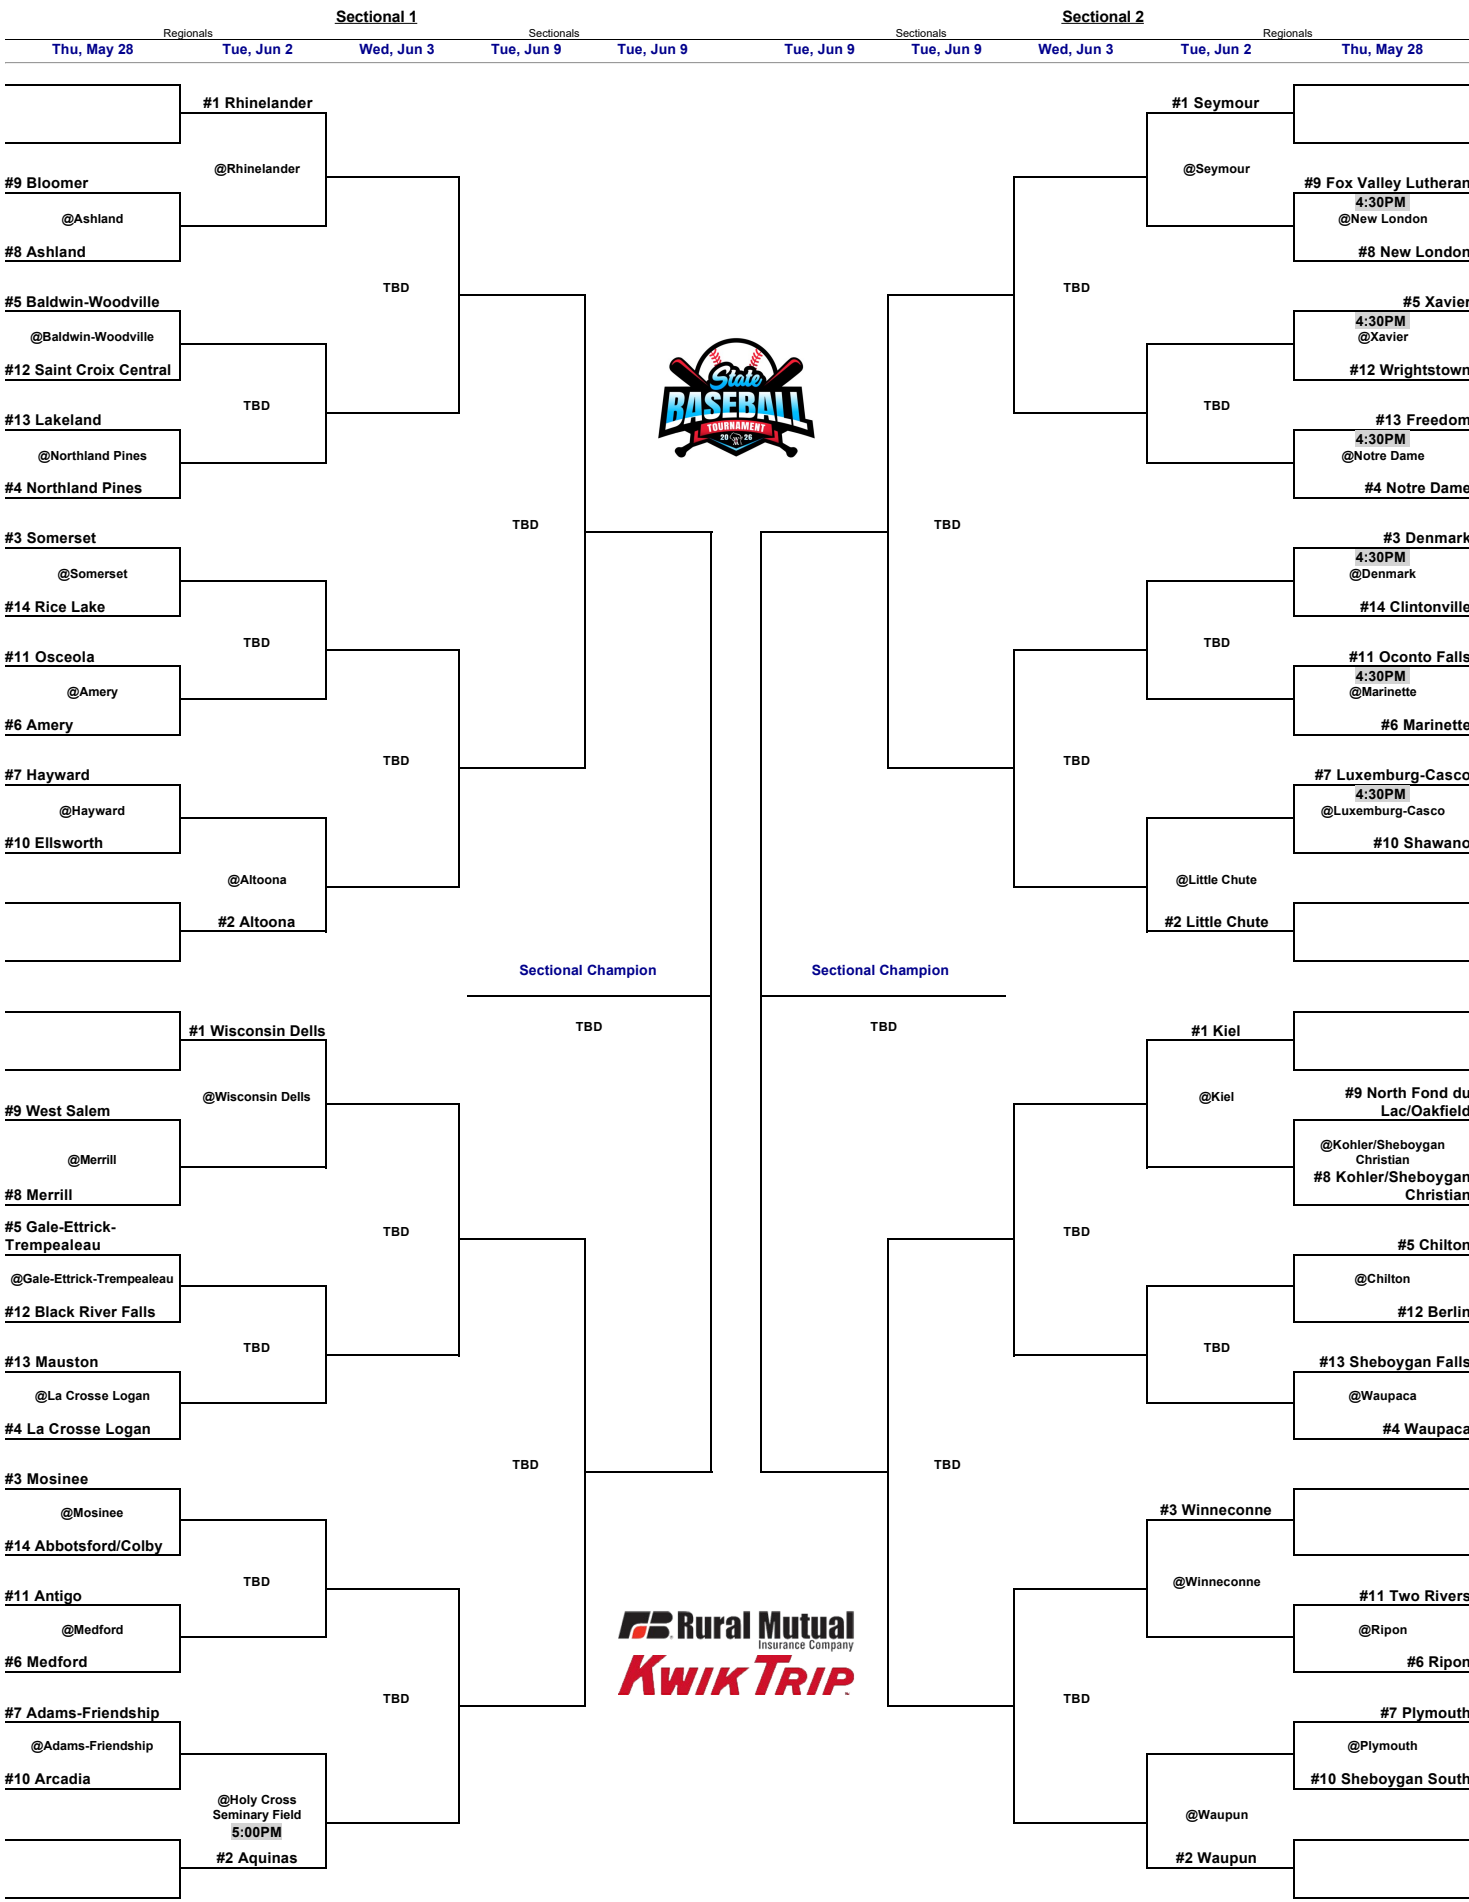 Sectional 1
Sectional 2
Regionals
Sectionals
Sectionals
Regionals
Thu, May 28
Tue, Jun 2
Wed, Jun 3
Tue, Jun 9
Tue, Jun 9
Tue, Jun 9
Tue, Jun 9
Wed, Jun 3
Tue, Jun 2
Thu, May 28
#1 Rhinelander
@Rhinelander
#9 Bloomer
@Ashland
#8 Ashland
TBD
#5 Baldwin-Woodville
@Baldwin-Woodville
#12 Saint Croix Central
TBD
#13 Lakeland
@Northland Pines
#4 Northland Pines
TBD
#3 Somerset
@Somerset
#14 Rice Lake
TBD
#11 Osceola
@Amery
#6 Amery
TBD
#7 Hayward
@Hayward
#10 Ellsworth
@Altoona
#2 Altoona
Sectional Champion
TBD
#1 Wisconsin Dells
@Wisconsin Dells
#9 West Salem
@Merrill
#8 Merrill
#5 Gale-Ettrick-
Trempealeau
TBD
@Gale-Ettrick-Trempealeau
#12 Black River Falls
TBD
#13 Mauston
@La Crosse Logan
#4 La Crosse Logan
TBD
#3 Mosinee
@Mosinee
#14 Abbotsford/Colby
TBD
#11 Antigo
@Medford
#6 Medford
TBD
#7 Adams-Friendship
@Adams-Friendship
#10 Arcadia
@Holy Cross
Seminary Field
5:00PM
#2 Aquinas
State
BASEBALL
TOURNAMENT
20 26
#1 Seymour
@Seymour
#9 Fox Valley Lutheran
4:30PM
@New London
#8 New London
TBD
#5 Xavier
4:30PM
@Xavier
#12 Wrightstown
TBD
#13 Freedom
4:30PM
@Notre Dame
#4 Notre Dame
TBD
#3 Denmark
4:30PM
@Denmark
#14 Clintonville
TBD
#11 Oconto Falls
4:30PM
@Marinette
#6 Marinette
TBD
#7 Luxemburg-Casco
4:30PM
@Luxemburg-Casco
#10 Shawano
@Little Chute
#2 Little Chute
Sectional Champion
TBD
#1 Kiel
@Kiel
#9 North Fond du
Lac/Oakfield
@Kohler/Sheboygan
Christian
#8 Kohler/Sheboygan
Christian
TBD
#5 Chilton
@Chilton
#12 Berlin
TBD
#13 Sheboygan Falls
@Waupaca
#4 Waupaca
TBD
#3 Winneconne
@Winneconne
#11 Two Rivers
@Ripon
#6 Ripon
TBD
#7 Plymouth
@Plymouth
#10 Sheboygan South
@Waupun
#2 Waupun
Rural Mutual
Insurance Company
KWIK TRIP